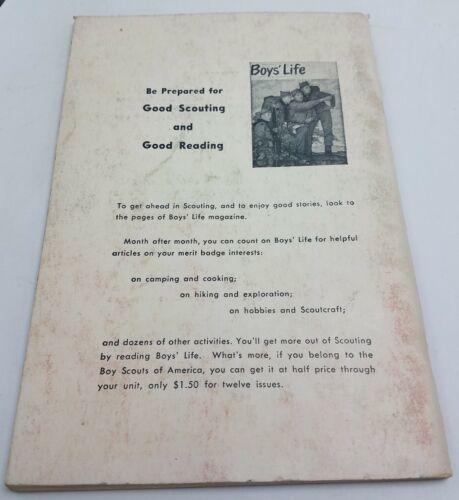 Boys' Life
Be Prepared for
Good Scouting
and
Good Reading
To get ahead in Scouting, and to enjoy good stories, look to
the pages of Boys' Life magazine.
Month after month, you can count on Boys' Life for helpful
articles on your merit badge interests:
on camping and cooking;
on hiking and exploration;
on hobbies and Scoutcraft;
and dozens of other activities. You'll get more out of Scouting
by reading Boys' Life. What's more, if you belong to the
Boy Scouts of America, you can get it at half price through
your unit, only $1.50 for twelve issues.